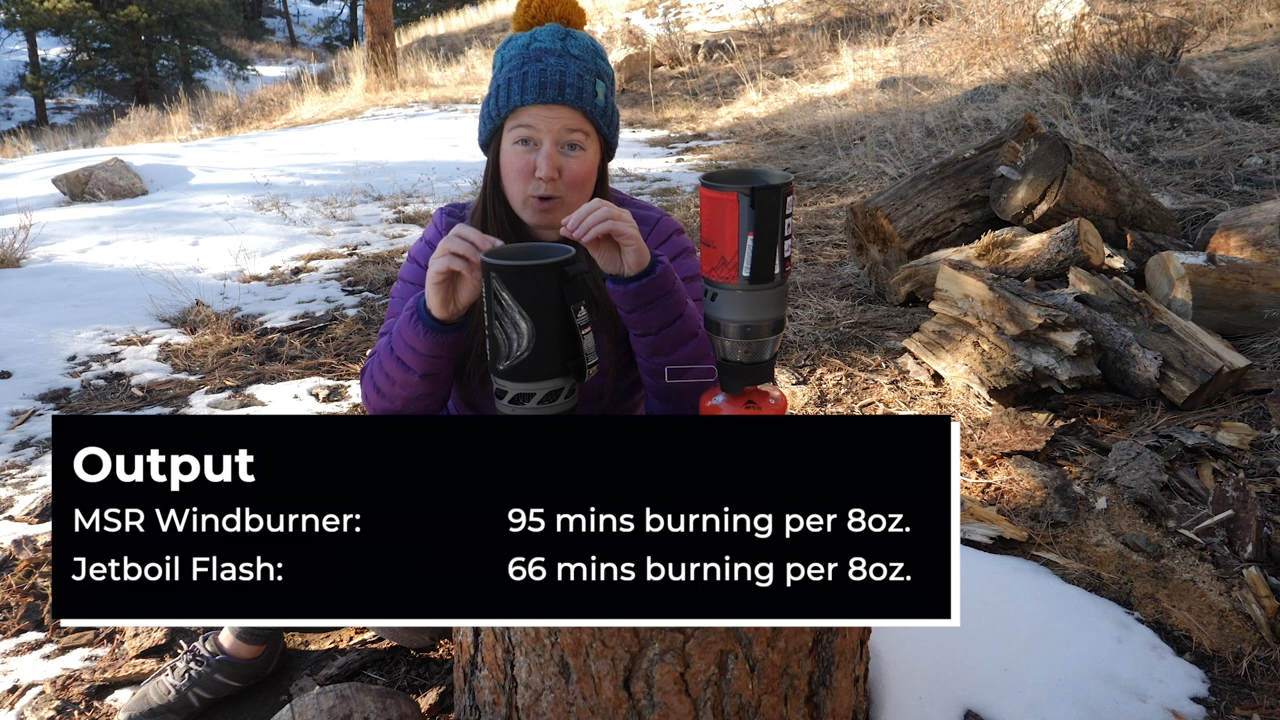 Output
MSR Windburner: 95 mins burning per 8oz.
Jetboil Flash: 66 mins burning per 8oz.